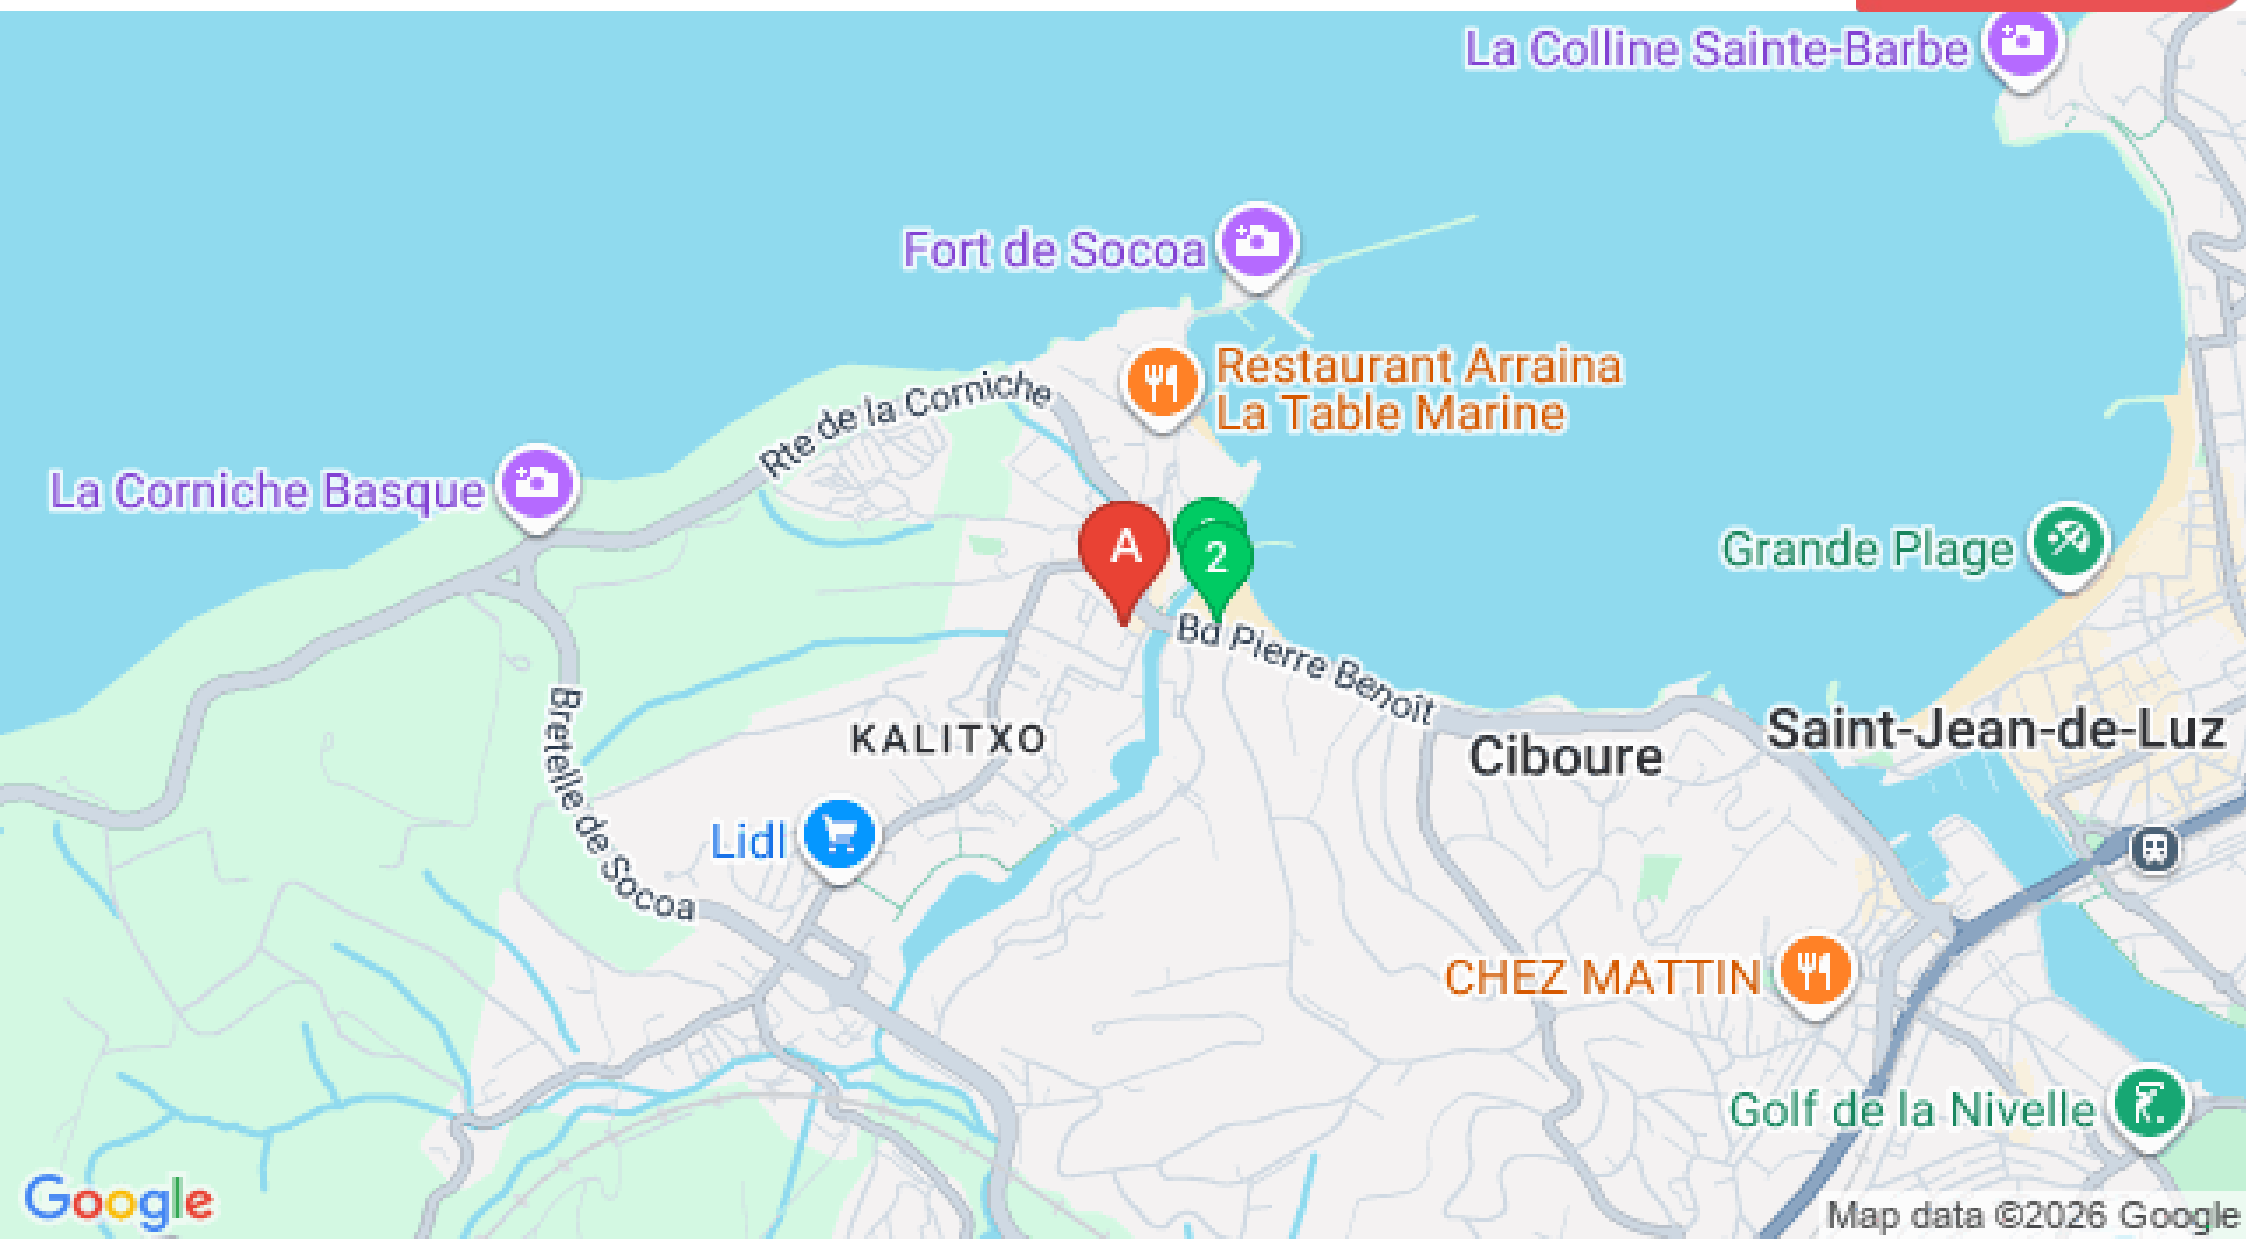 La Colline Sainte-Barbe
Fort de Socoa
Restaurant Arraina
La Table Marine
Rte de la Corniche
La Corniche Basque
A
2
Grande Plage
Bd Pierre Benoît
Bretelle de Socoa
KALITXO
Ciboure
Saint-Jean-de-Luz
Lidl
CHEZ MATTIN
Golf de la Nivelle
Google
Map data ©2026 Google